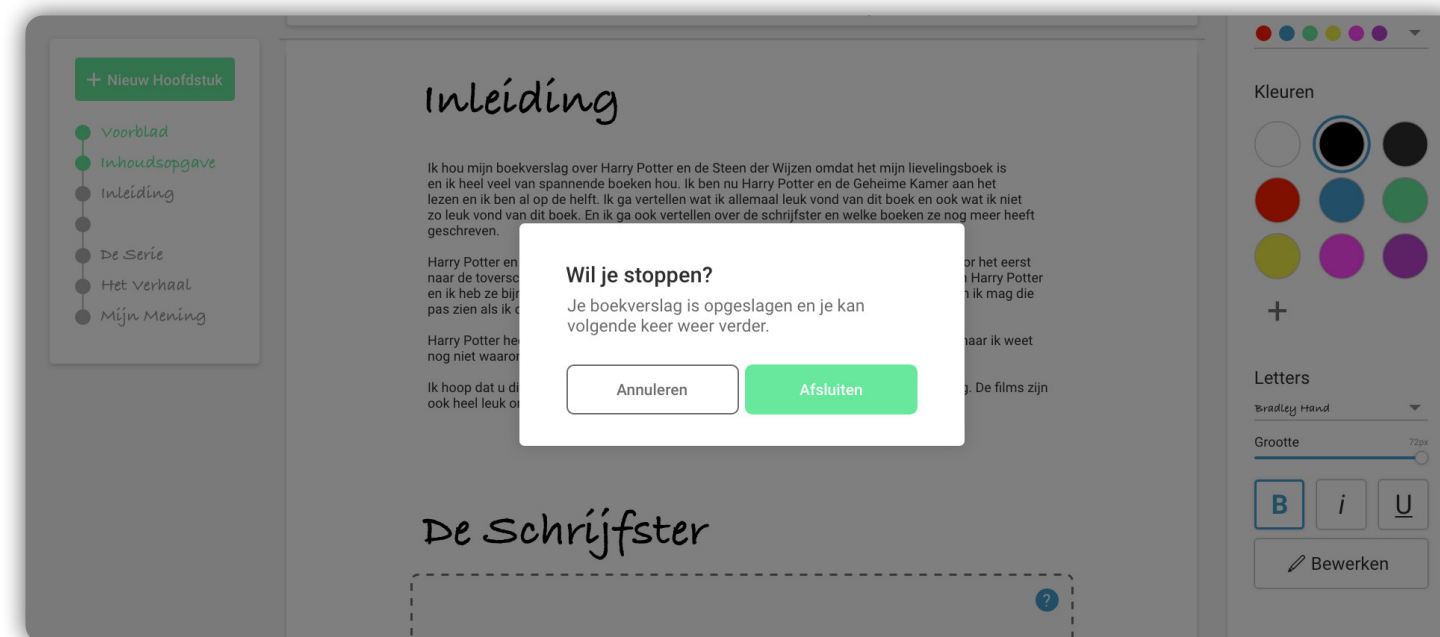 + Nieuw Hoofdstuk
Voorblad
Inhoudsopgave
Inleiding
De Serie
Het Verhaal
Mijn Mening
Inleiding
Ik hou mijn boekverslag over Harry Potter en de Steen der Wijzen omdat het mijn lievelingsboek is
en ik heel veel van spannende boeken hou. Ik ben nu Harry Potter en de Geheime Kamer aan het
lezen en ik ben al op de helft. Ik ga vertellen wat ik allemaal leuk vond van dit boek en ook wat ik niet
zo leuk vond van dit boek. En ik ga ook vertellen over de schrijfster en welke boeken ze nog meer heeft
geschreven.
Harry Potter en het eerst
naar de Harry Potter
en ik heb ze ik mag die
pas zien als ik
Harry Potter ik weet
nog niet
Ik hoop dat u De films zijn
ook heel leuk
Wil je stoppen?
Je boekverslag is opgeslagen en je kan
volgende keer weer verder.
Annuleren
Afsluiten
De Schrijfster
?
Kleuren
+
Letters
Bradley Hand
Grootte 72px
B i U
Bewerken